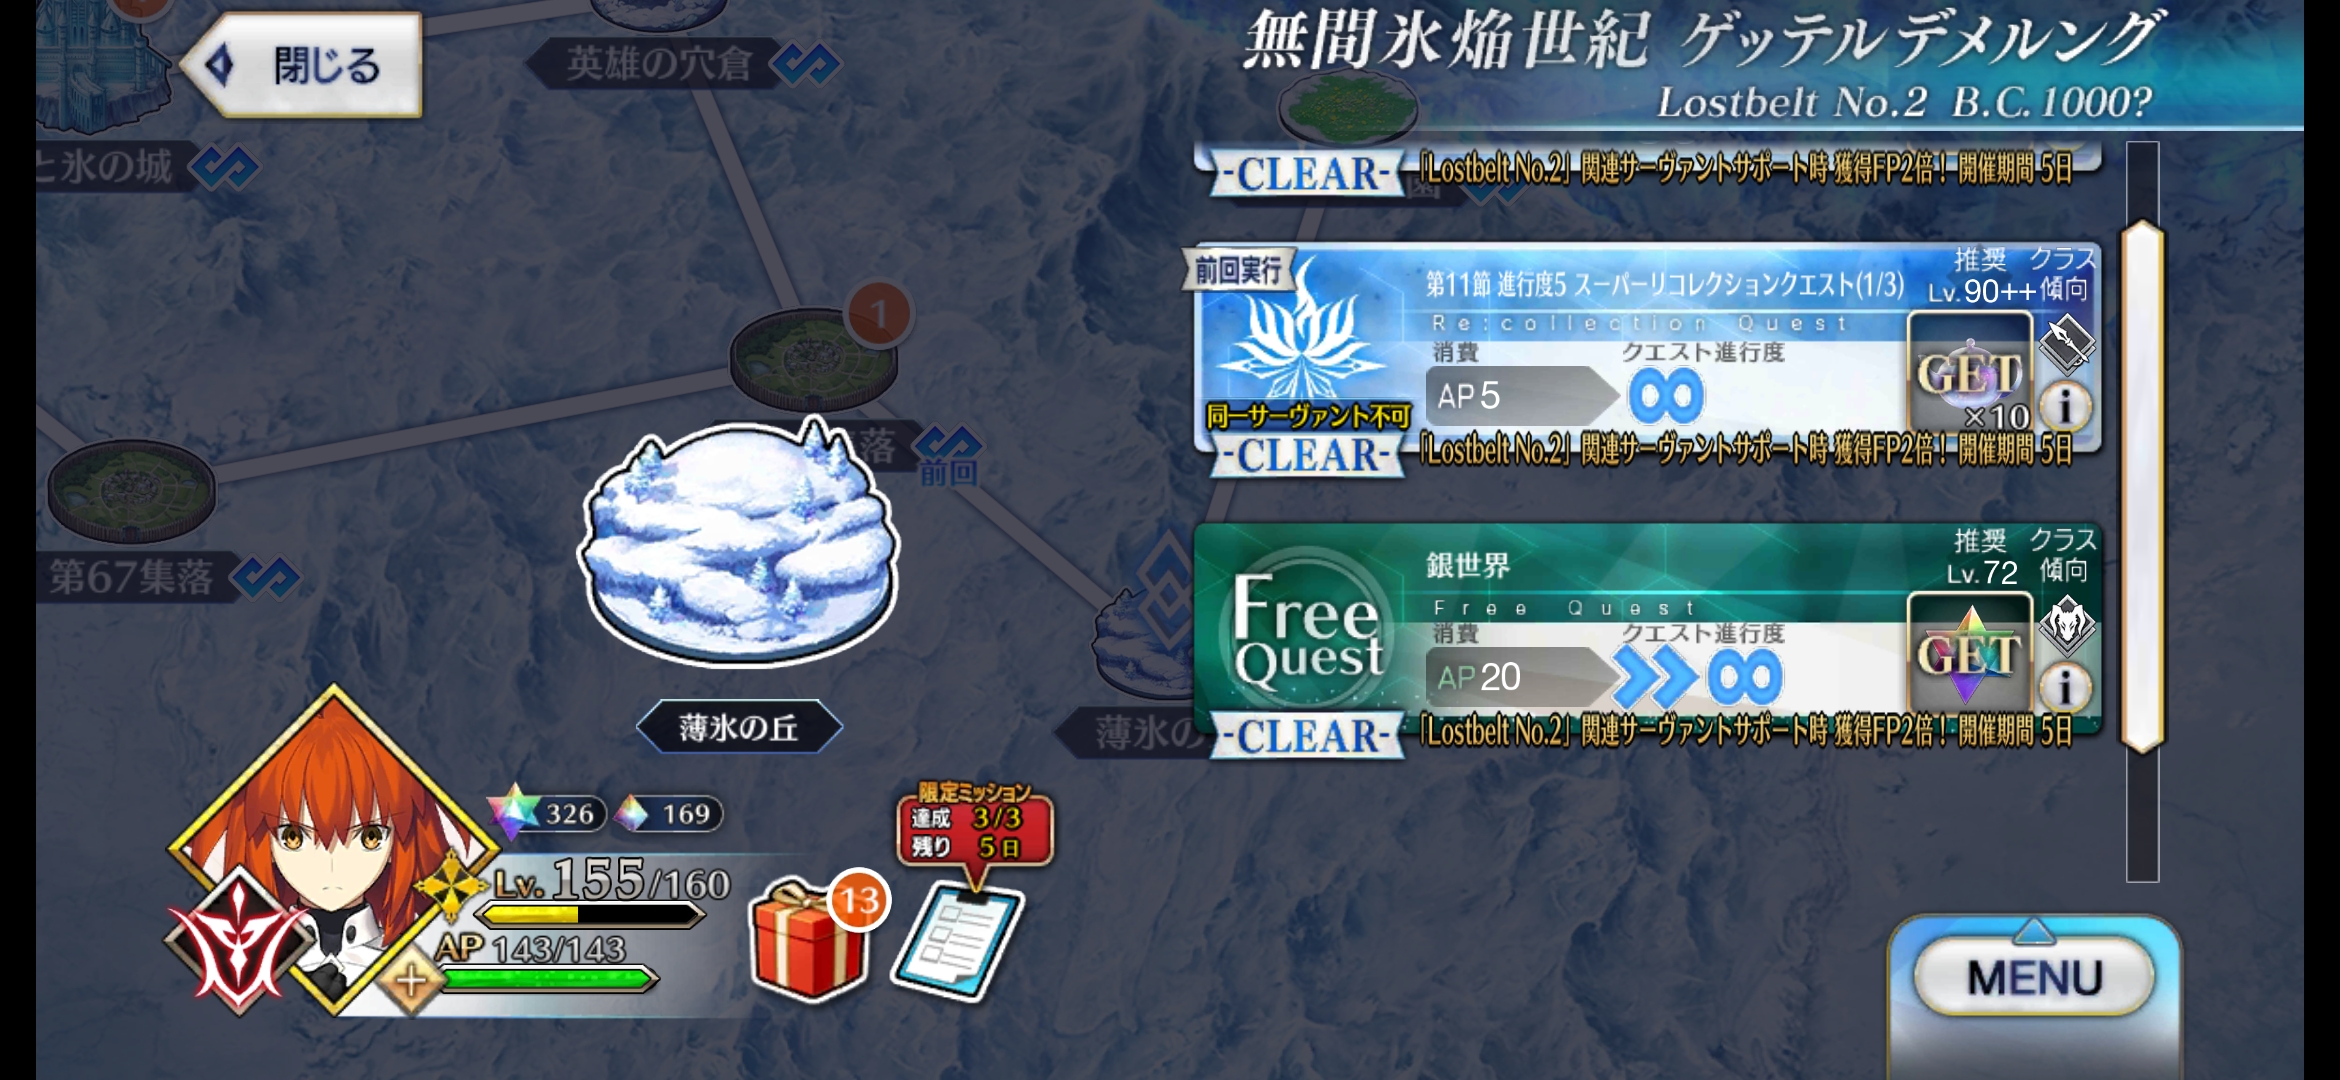 閉じる
英雄の穴倉
無間氷焔世紀 ゲッテルデメルング
Lostbelt No.2 B.C.1000?
と氷の城
-CLEAR-
「Lostbelt No.2」関連サーヴァントサポート時 獲得FP2倍! 開催期間 5日
園
前回実行
第11節 進行度5 スーパーリコレクションクエスト(1/3)
推奨
Lv.90++
クラス
傾向
Re:collection Quest
消費
クエスト進行度
AP 5
GET
×10
同一サーヴァント不可
i
-CLEAR-
「Lostbelt No.2」関連サーヴァントサポート時 獲得FP2倍! 開催期間 5日
1
落
前回
Free Quest
銀世界
推奨
Lv.72
クラス
傾向
Free Quest
消費
クエスト進行度
AP 20
GET
i
-CLEAR-
「Lostbelt No.2」関連サーヴァントサポート時 獲得FP2倍! 開催期間 5日
第67集落
薄氷の丘
薄氷の
326
169
限定ミッション
達成 3/3
残り 5日
Lv.155/160
AP 143/143
13
MENU